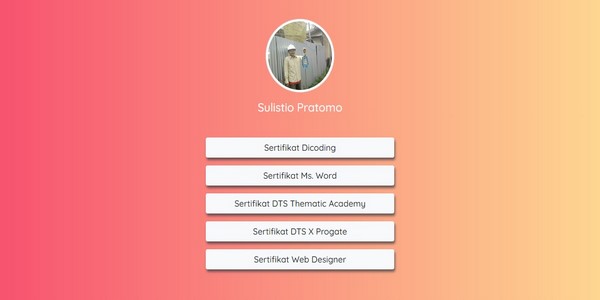 Sulistio Pratomo
Sertifikat Dicoding
Sertifikat Ms. Word
Sertifikat DTS Thematic Academy
Sertifikat DTS X Progate
Sertifikat Web Designer